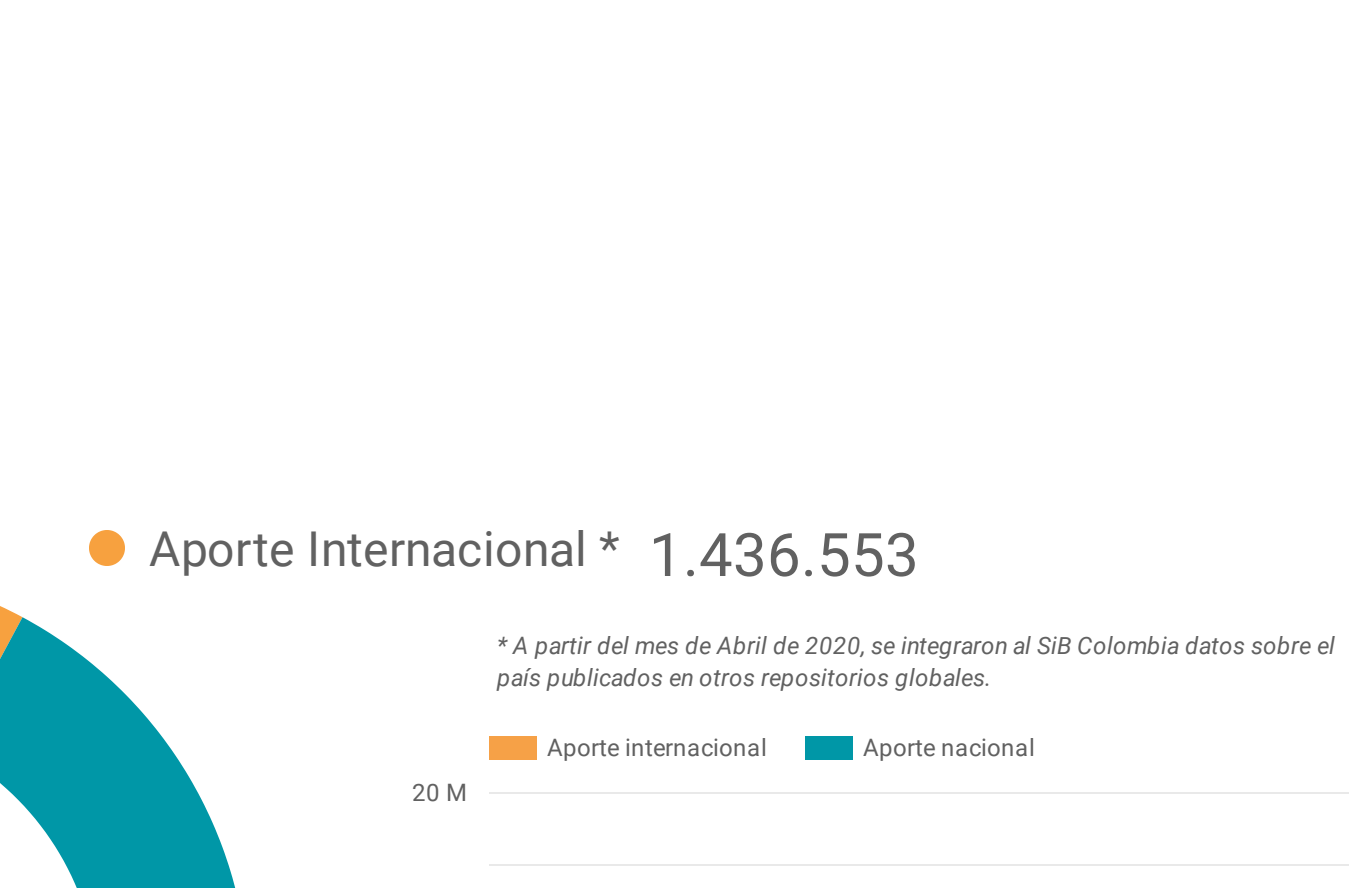 Aporte Internacional * 1.436.553
* A partir del mes de Abril de 2020, se integraron al SiB Colombia datos sobre el
país publicados en otros repositorios globales.
Aporte internacional Aporte nacional
20 M